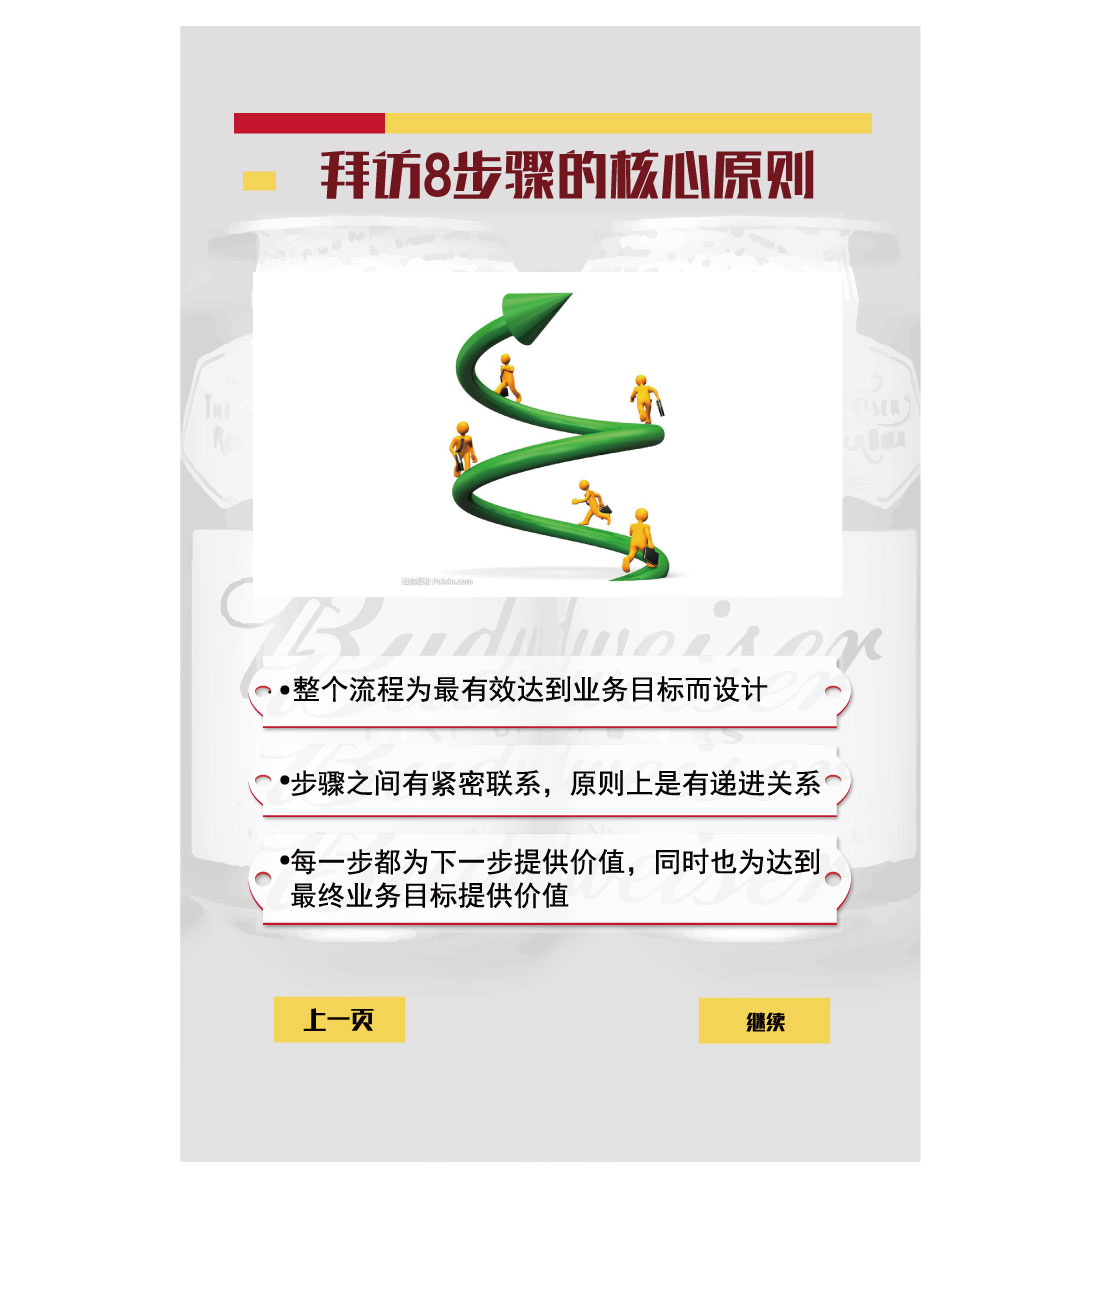 拜访8步骤的核心原则
Budweiser
•整个流程为最有效达到业务目标而设计
•步骤之间有紧密联系，原则上是有递进关系
•每一步都为下一步提供价值，同时也为达到
最终业务目标提供价值
上一页
继续